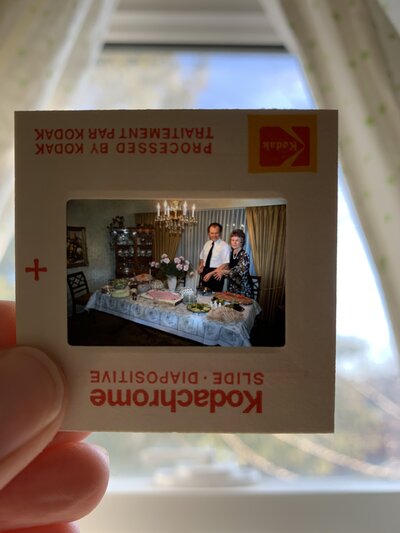 Kodachrome
SLIDE · DIAPOSITIVE
PROCESSED BY KODAK
TRAITEMENT PAR KODAK
Kodak